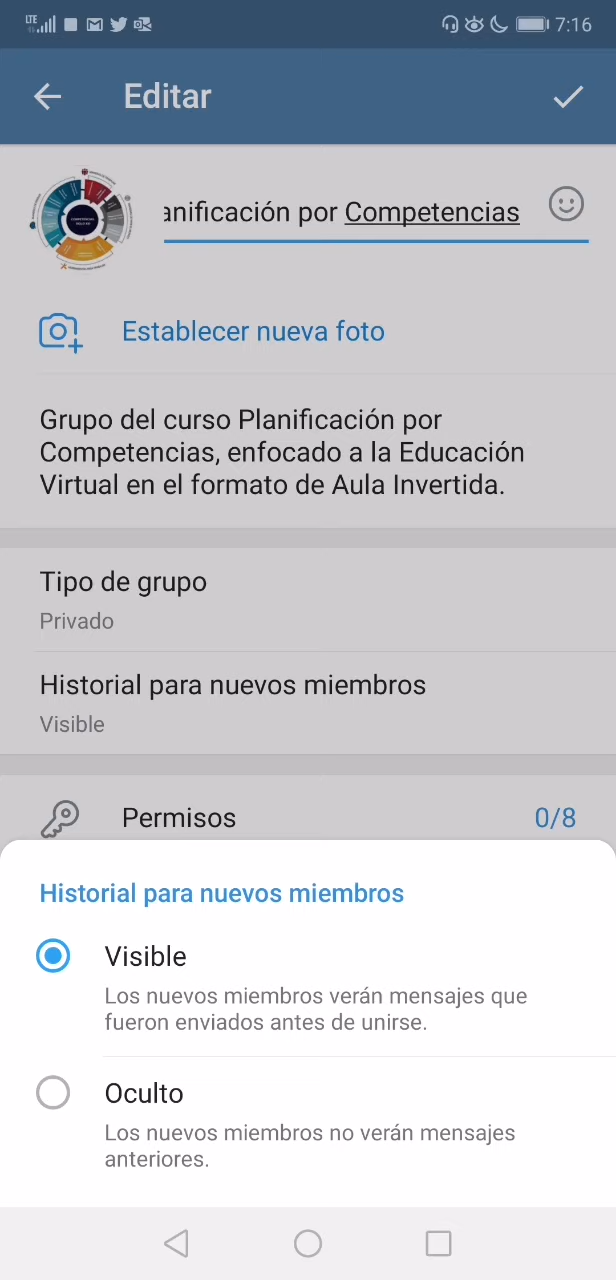 LTE
7:16
Editar
anificación por Competencias
Establecer nueva foto
Grupo del curso Planificación por
Competencias, enfocado a la Educación
Virtual en el formato de Aula Invertida.
Tipo de grupo
Privado
Historial para nuevos miembros
Visible
Permisos
0/8
Historial para nuevos miembros
Visible
Los nuevos miembros verán mensajes que
fueron enviados antes de unirse.
Oculto
Los nuevos miembros no verán mensajes
anteriores.